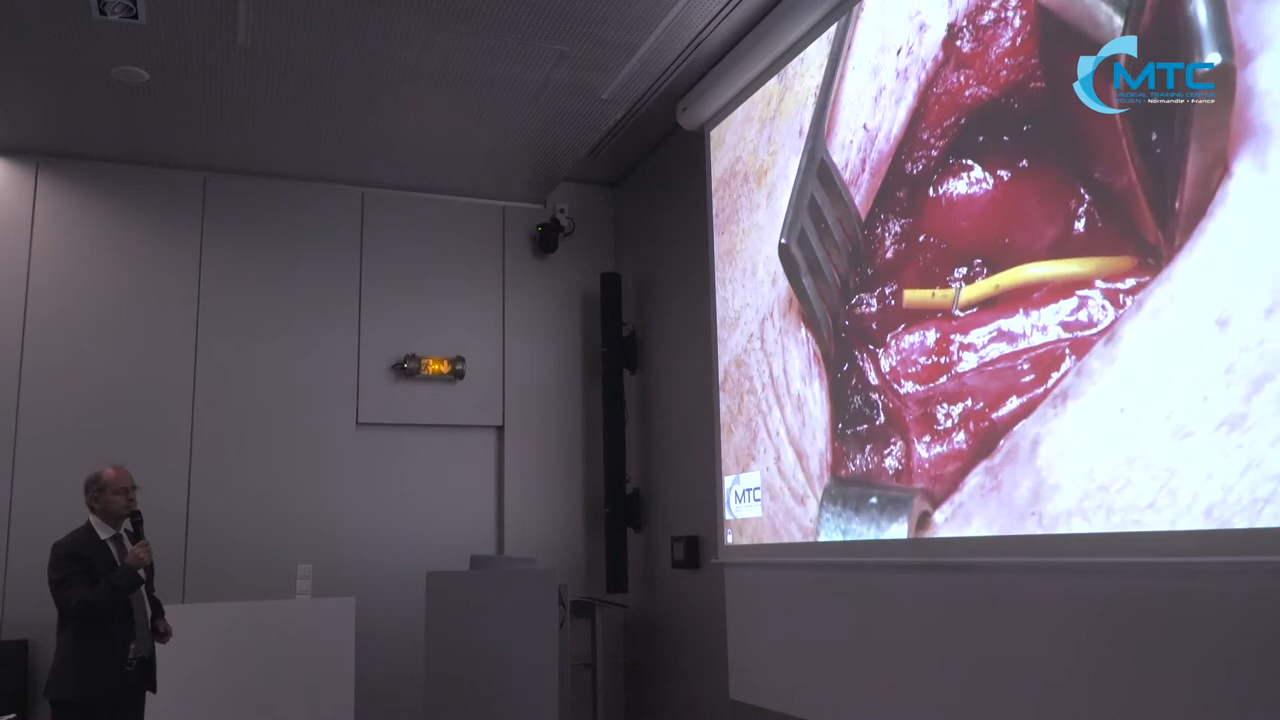 MTC
MEDICAL TRAINING CENTER
ROUEN • Normandie • France
MTC